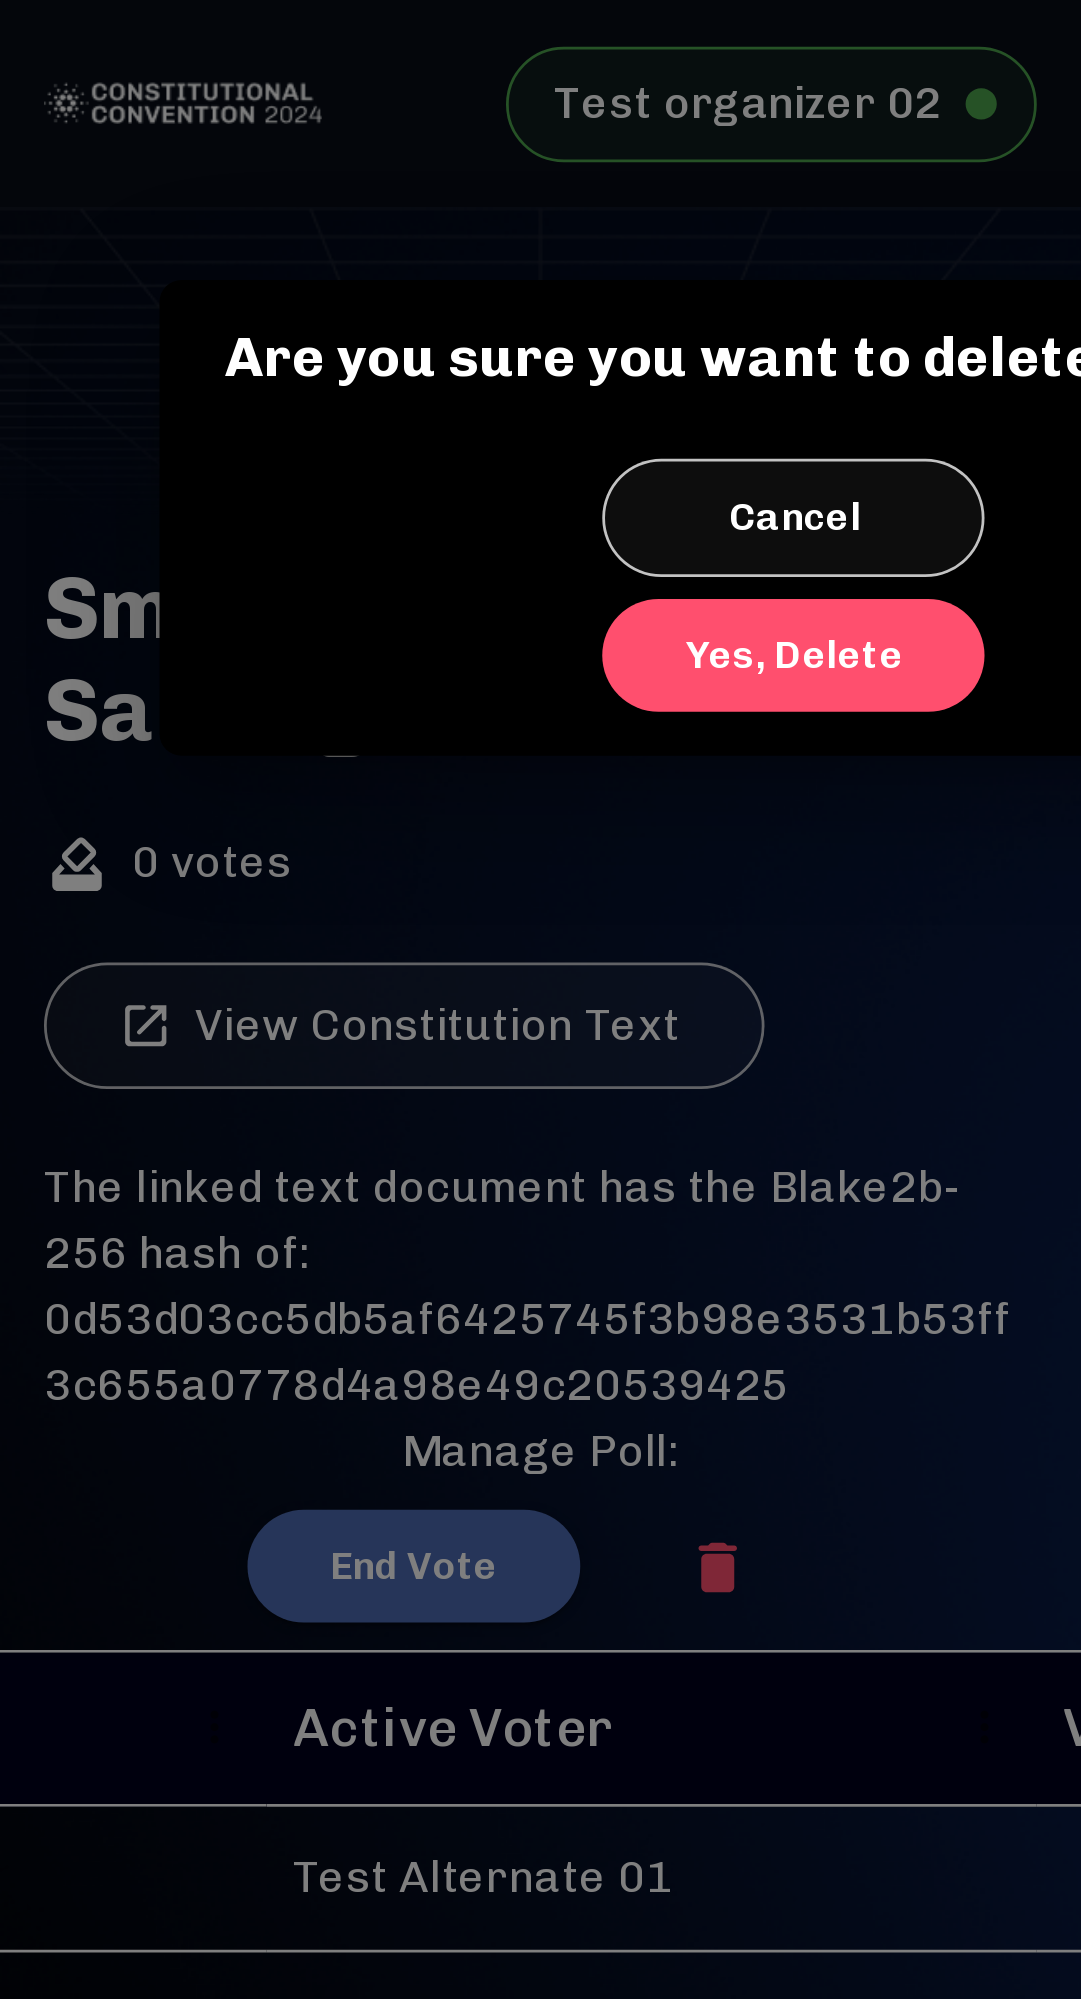 CONSTITUTIONAL
CONVENTION 2024
Test organizer 02
Are you sure you want to delete
Cancel
Yes, Delete
0 votes
View Constitution Text
The linked text document has the Blake2b-
256 hash of:
0d53d03cc5db5af6425745f3b98e3531b53ff
3c655a0778d4a98e49c20539425
Manage Poll:
End Vote
Active Voter
Test Alternate 01